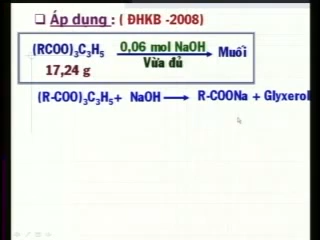 ❑ Áp dụng : ( ĐHKB -2008)
(RCOO)₃C₃H₅ 0,06 mol NaOH Muối
17,24 g Vừa đủ
(R-COO)₃C₃H₅+ NaOH → R-COONa + Glyxerol